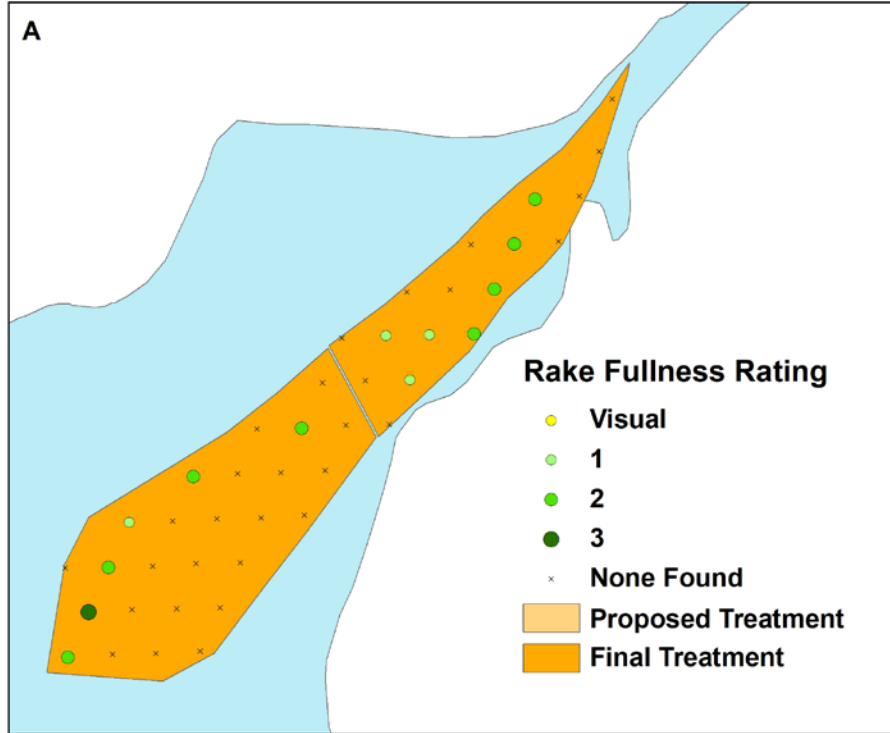 A
Rake Fullness Rating
Visual
1
2
3
None Found
Proposed Treatment
Final Treatment